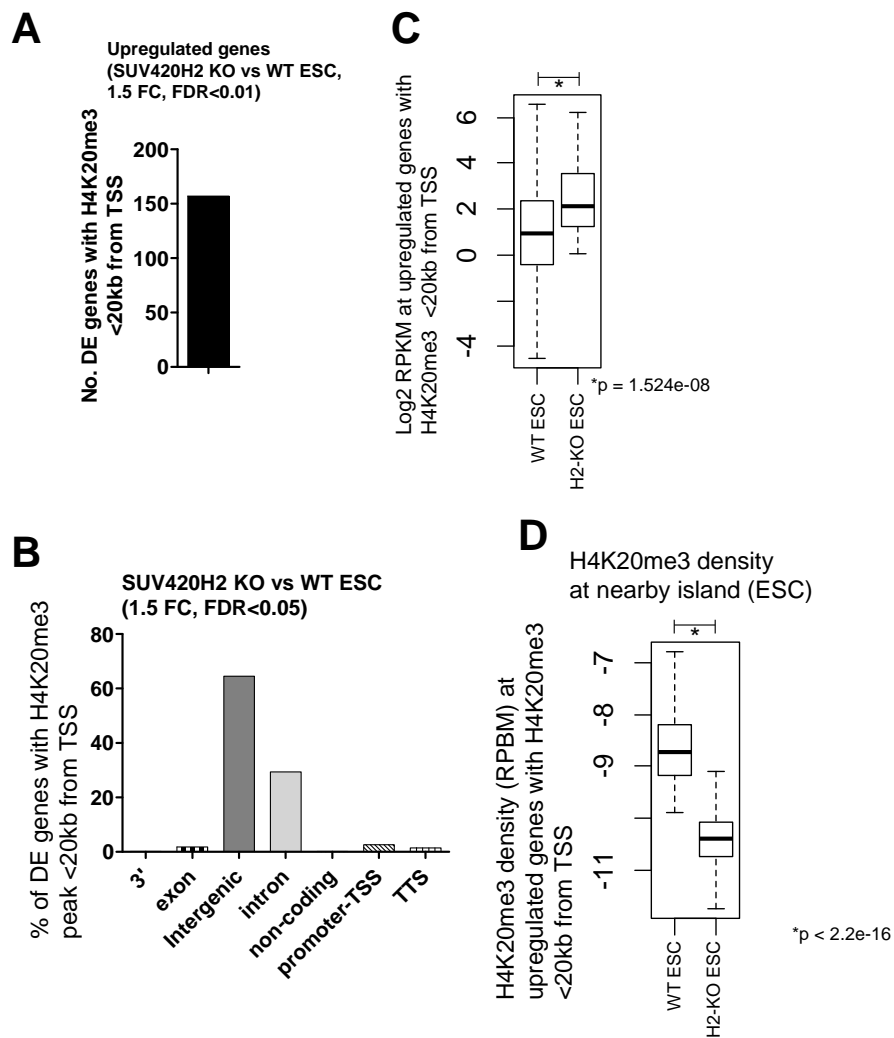 A
Upregulated genes
(SUV420H2 KO vs WT ESC,
1.5 FC, FDR<0.01)
No. DE genes with H4K20me3
<20kb from TSS
200
150
100
50
0
B
SUV420H2 KO vs WT ESC
(1.5 FC, FDR<0.05)
% of DE genes with H4K20me3
peak <20kb from TSS
80
60
40
20
0
3'
exon
Intergenic
intron
non-coding
promoter-TSS
TTS
C
Log2 RPKM at upregulated genes with
H4K20me3 <20kb from TSS
6
4
2
0
-4
*
WT ESC
H2-KO ESC
*p = 1.524e-08
D
H4K20me3 density
at nearby island (ESC)
H4K20me3 density (RPBM) at
upregulated genes with H4K20me3
<20kb from TSS
-7
-8
-9
-11
*
WT ESC
H2-KO ESC
*p < 2.2e-16